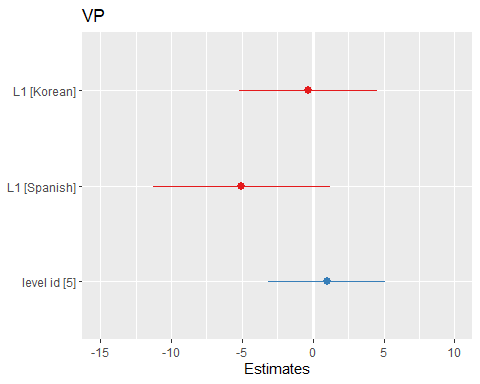 VP
L1 [Korean]
L1 [Spanish]
level id [5]
-15 -10 -5 0 5 10
Estimates